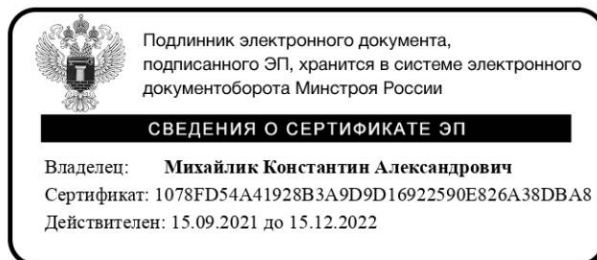 Подлинник электронного документа,
подписанного ЭП, хранится в системе электронного
документооборота Минстроя России
СВЕДЕНИЯ О СЕРТИФИКАТЕ ЭП
Владелец: Михайлик Константин Александрович
Сертификат: 1078FD54A41928B3A9D9D16922590E826A38DBA8
Действителен: 15.09.2021 до 15.12.2022